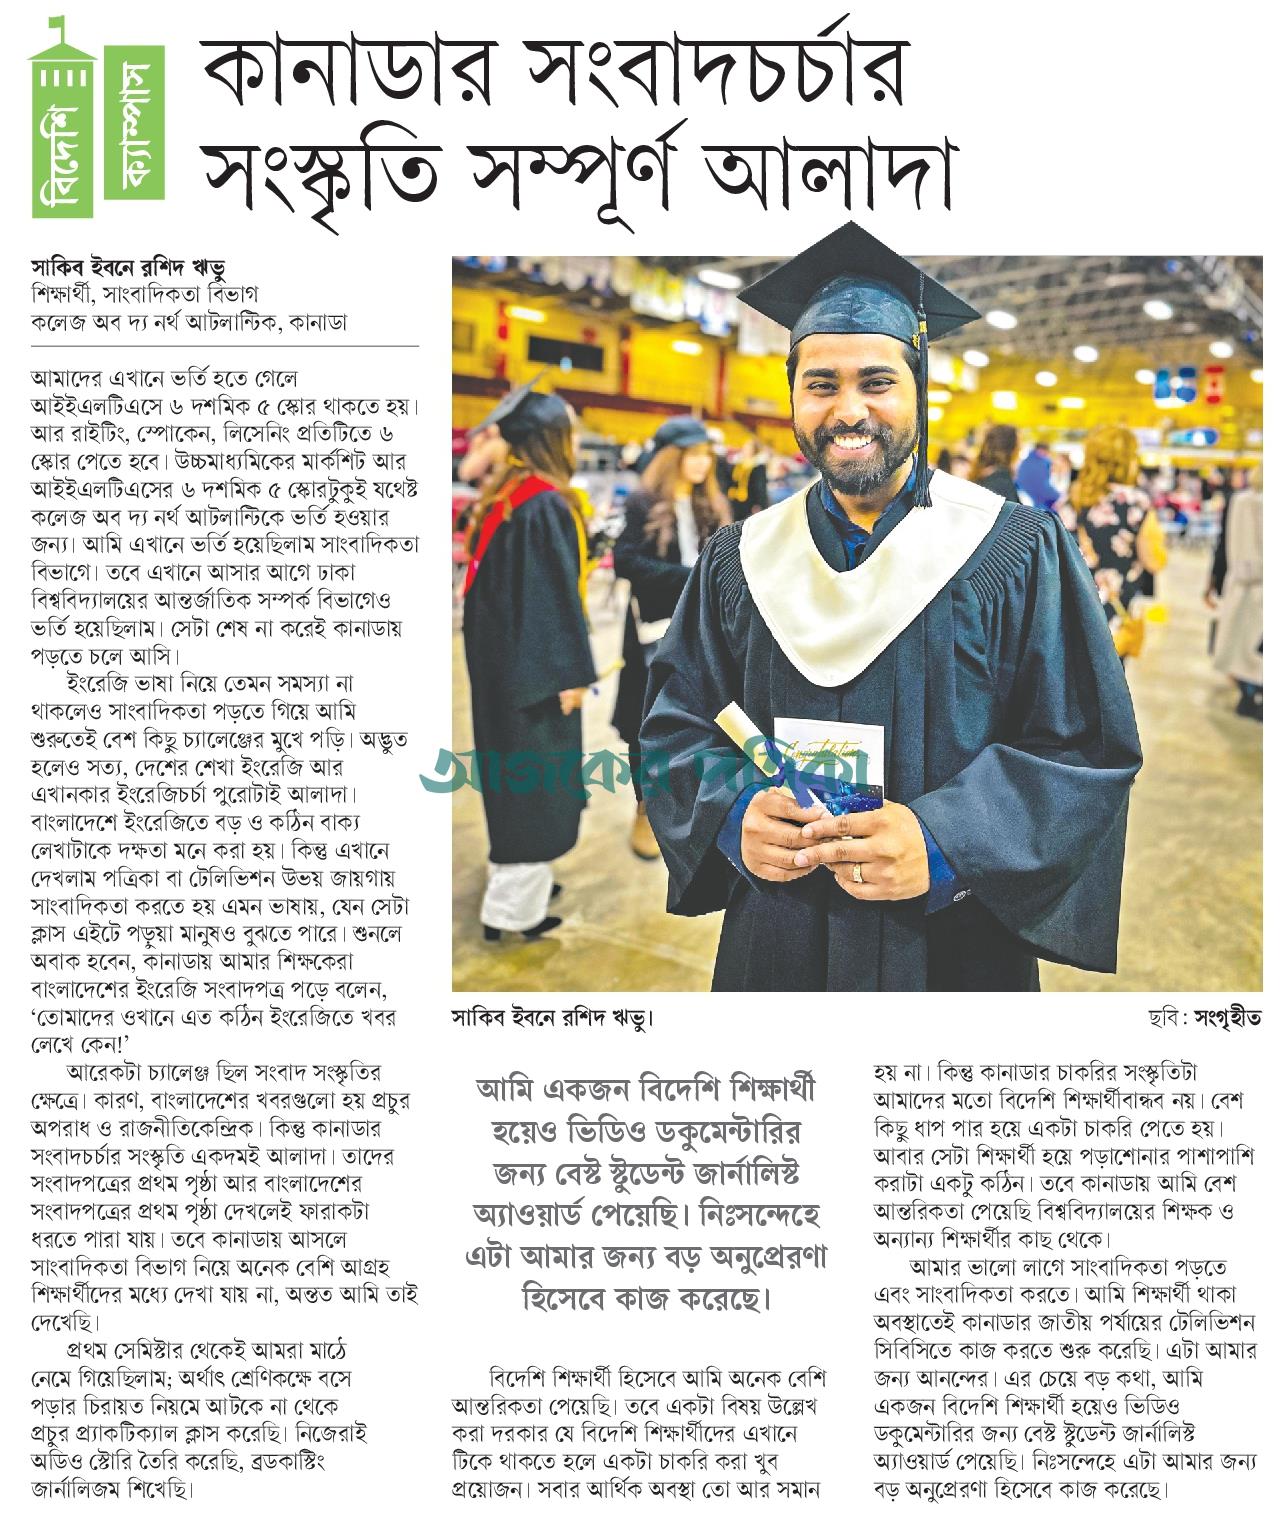 বিদেশি
ক্যাম্পাস
কানাডার সংবাদচর্চার
সংস্কৃতি সম্পূর্ণ আলাদা
সাকিব ইবনে রশিদ ঋভু
শিক্ষার্থী, সাংবাদিকতা বিভাগ
কলেজ অব দ্য নর্থ আটলান্টিক, কানাডা
আমাদের এখানে ভর্তি হতে গেলে
আইইএলটিএসে ৬ দশমিক ৫ স্কোর থাকতে হয়।
আর রাইটিং, স্পোকেন, লিসেনিং প্রতিটিতে ৬
স্কোর পেতে হবে। উচ্চমাধ্যমিকের মার্কশিট আর
আইইএলটিএসের ৬ দশমিক ৫ স্কোরটুকুই যথেষ্ট
কলেজ অব দ্য নর্থ আটলান্টিকে ভর্তি হওয়ার
জন্য। আমি এখানে ভর্তি হয়েছিলাম সাংবাদিকতা
বিভাগে। তবে এখানে আসার আগে ঢাকা
বিশ্ববিদ্যালয়ের আন্তর্জাতিক সম্পর্ক বিভাগেও
ভর্তি হয়েছিলাম। সেটা শেষ না করেই কানাডায়
পড়তে চলে আসি।
ইংরেজি ভাষা নিয়ে তেমন সমস্যা না
থাকলেও সাংবাদিকতা পড়তে গিয়ে আমি
শুরুতেই বেশ কিছু চ্যালেঞ্জের মুখে পড়ি। অদ্ভুত
হলেও সত্য, দেশের শেখা ইংরেজি আর
এখানকার ইংরেজিচর্চা পুরোটাই আলাদা।
বাংলাদেশে ইংরেজিতে বড় ও কঠিন বাক্য
লেখাটাকে দক্ষতা মনে করা হয়। কিন্তু এখানে
দেখলাম পত্রিকা বা টেলিভিশন উভয় জায়গায়
সাংবাদিকতা করতে হয় এমন ভাষায়, যেন সেটা
ক্লাস এইটে পড়ুয়া মানুষও বুঝতে পারে। শুনলে
অবাক হবেন, কানাডায় আমার শিক্ষকেরা
বাংলাদেশের ইংরেজি সংবাদপত্র পড়ে বলেন,
‘তোমাদের ওখানে এত কঠিন ইংরেজিতে খবর
লেখে কেন!’
আরেকটা চ্যালেঞ্জ ছিল সংবাদ সংস্কৃতির
ক্ষেত্রে। কারণ, বাংলাদেশের খবরগুলো হয় প্রচুর
অপরাধ ও রাজনীতিকেন্দ্রিক। কিন্তু কানাডার
সংবাদচর্চার সংস্কৃতি একদমই আলাদা। তাদের
সংবাদপত্রের প্রথম পৃষ্ঠা আর বাংলাদেশের
সংবাদপত্রের প্রথম পৃষ্ঠা দেখলেই ফারাকটা
ধরতে পারা যায়। তবে কানাডায় আসলে
সাংবাদিকতা বিভাগ নিয়ে অনেক বেশি আগ্রহ
শিক্ষার্থীদের মধ্যে দেখা যায় না, অন্তত আমি তাই
দেখেছি।
প্রথম সেমিস্টার থেকেই আমরা মাঠে
নেমে গিয়েছিলাম; অর্থাৎ শ্রেণিকক্ষে বসে
পড়ার চিরায়ত নিয়মে আটকে না থেকে
প্রচুর প্র্যাকটিক্যাল ক্লাস করেছি। নিজেরাই
অডিও স্টোরি তৈরি করেছি, ব্রডকাস্টিং
জার্নালিজম শিখেছি।
Congratulations
আজকের পত্রিকা
সাকিব ইবনে রশিদ ঋভু।
ছবি: সংগৃহীত
আমি একজন বিদেশি শিক্ষার্থী
হয়েও ভিডিও ডকুমেন্টারির
জন্য বেস্ট স্টুডেন্ট জার্নালিস্ট
অ্যাওয়ার্ড পেয়েছি। নিঃসন্দেহে
এটা আমার জন্য বড় অনুপ্রেরণা
হিসেবে কাজ করেছে।
বিদেশি শিক্ষার্থী হিসেবে আমি অনেক বেশি
আন্তরিকতা পেয়েছি। তবে একটা বিষয় উল্লেখ
করা দরকার যে বিদেশি শিক্ষার্থীদের এখানে
টিকে থাকতে হলে একটা চাকরি করা খুব
প্রয়োজন। সবার আর্থিক অবস্থা তো আর সমান
হয় না। কিন্তু কানাডার চাকরির সংস্কৃতিটা
আমাদের মতো বিদেশি শিক্ষার্থীবান্ধব নয়। বেশ
কিছু ধাপ পার হয়ে একটা চাকরি পেতে হয়।
আবার সেটা শিক্ষার্থী হয়ে পড়াশোনার পাশাপাশি
করাটা একটু কঠিন। তবে কানাডায় আমি বেশ
আন্তরিকতা পেয়েছি বিশ্ববিদ্যালয়ের শিক্ষক ও
অন্যান্য শিক্ষার্থীর কাছ থেকে।
আমার ভালো লাগে সাংবাদিকতা পড়তে
এবং সাংবাদিকতা করতে। আমি শিক্ষার্থী থাকা
অবস্থাতেই কানাডার জাতীয় পর্যায়ের টেলিভিশন
সিবিসিতে কাজ করতে শুরু করেছি। এটা আমার
জন্য আনন্দের। এর চেয়ে বড় কথা, আমি
একজন বিদেশি শিক্ষার্থী হয়েও ভিডিও
ডকুমেন্টারির জন্য বেস্ট স্টুডেন্ট জার্নালিস্ট
অ্যাওয়ার্ড পেয়েছি। নিঃসন্দেহে এটা আমার জন্য
বড় অনুপ্রেরণা হিসেবে কাজ করেছে।